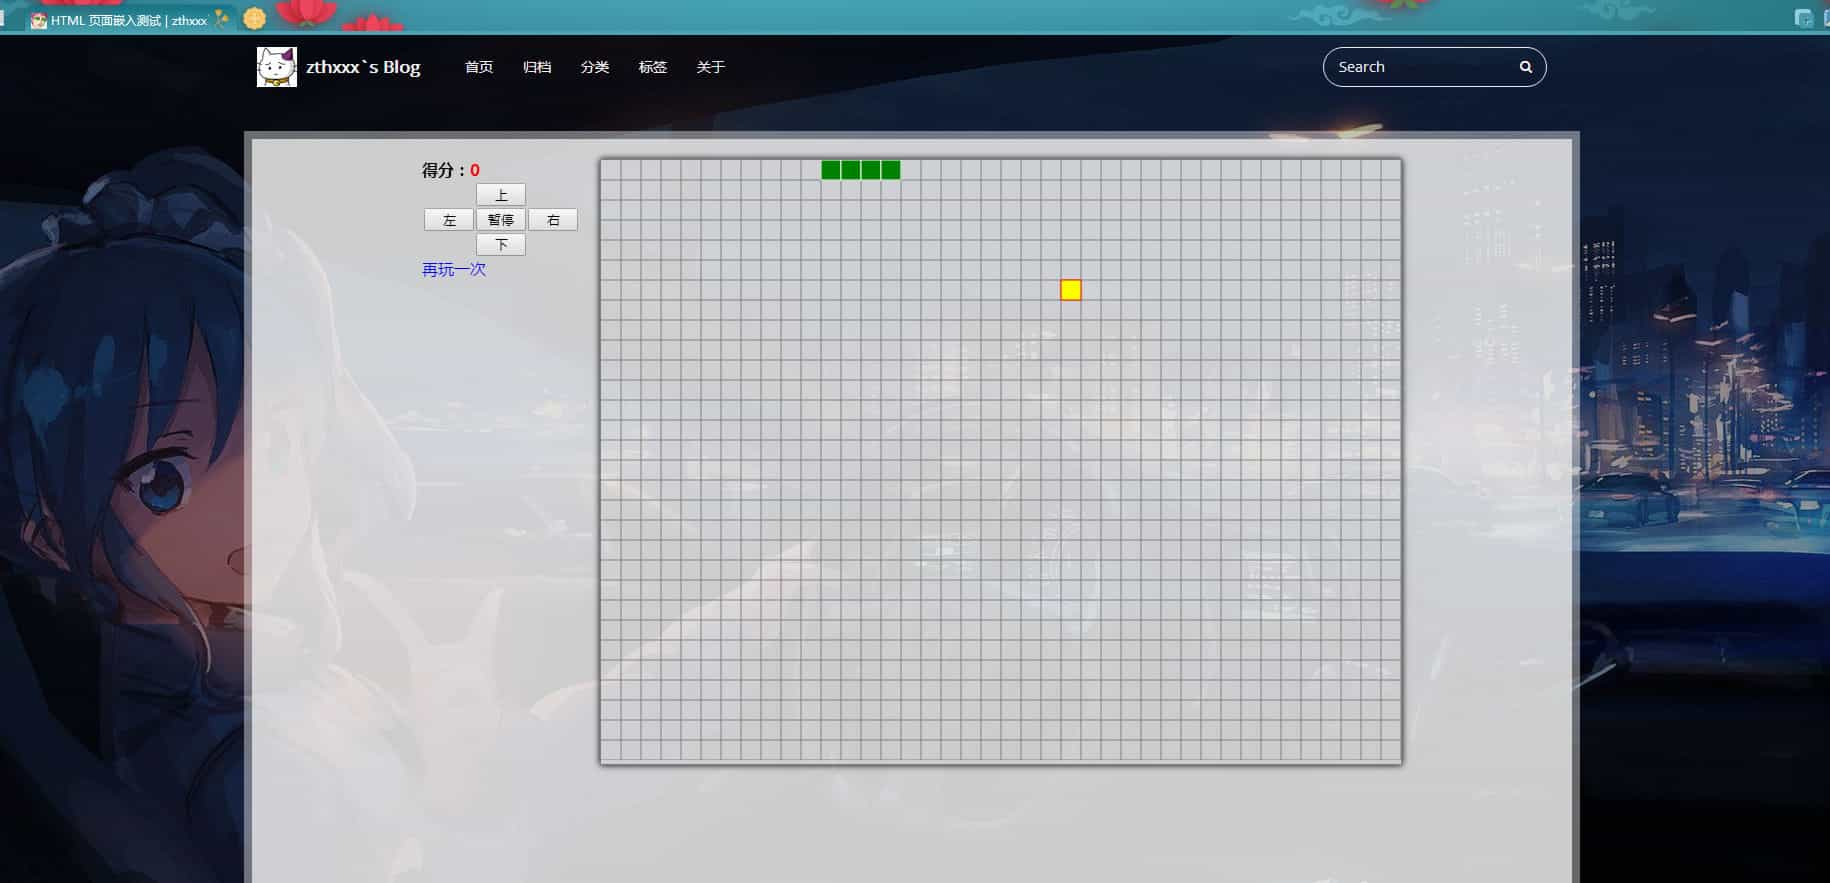 HTML 页面嵌入测试 | zthxxx`
zthxxx`s Blog
首页 归档 分类 标签 关于
Search
得分：0
上
左 暂停 右
下
再玩一次